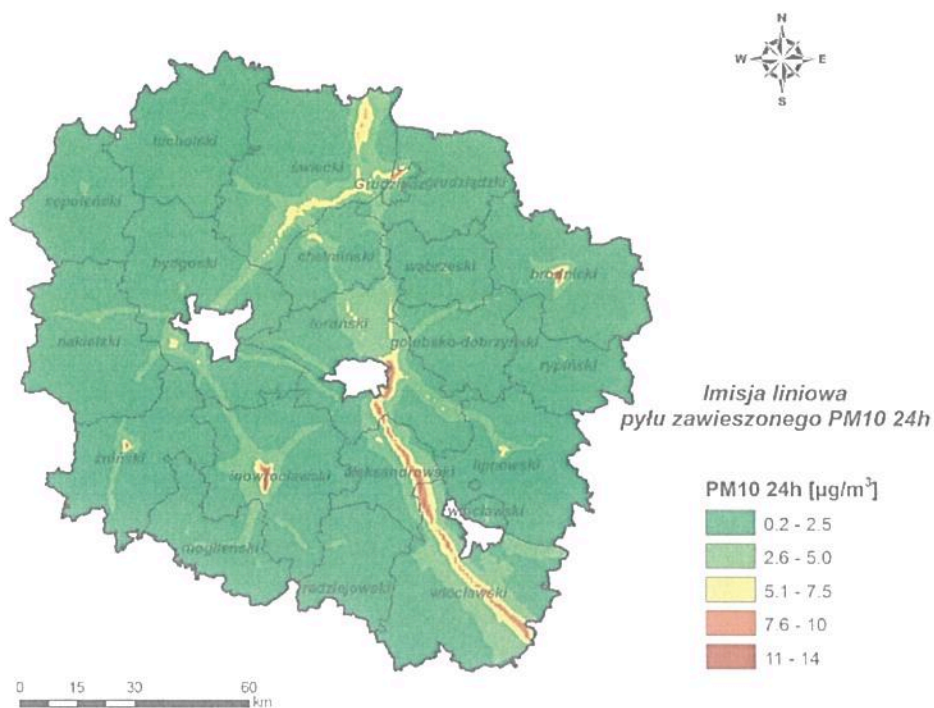 N
W E
S
tucholski
świecki
sępoleński
Grudziądz grudziądzki
bydgoski
chełmiński
wąbrzeski
brodnicki
toruński
nakielski
golubsko-dobrzyński
rypiński
Imisja liniowa
pyłu zawieszonego PM10 24h
żniński
inowrocławski
aleksandrowski
lipnowski
PM10 24h [µg/m³]
włocławski
0.2 - 2.5
mogileński
2.6 - 5.0
radziejowski
włocławski
5.1 - 7.5
7.6 - 10
11 - 14
0 15 30 60
km